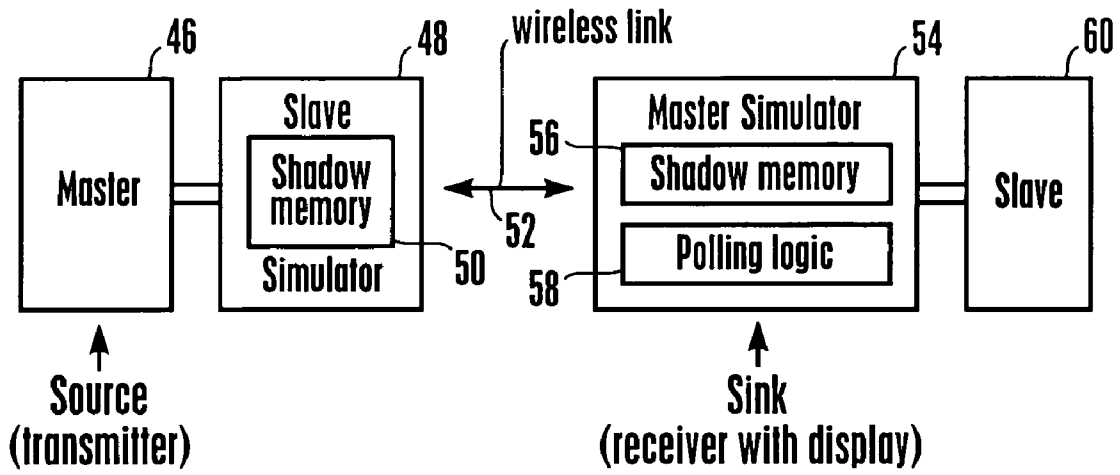 46
48
wireless link
54
60
Master
Slave
Shadow
memory
Simulator
50
52
Master Simulator
56
Shadow memory
Polling logic
58
Slave
Source
(transmitter)
Sink
(receiver with display)